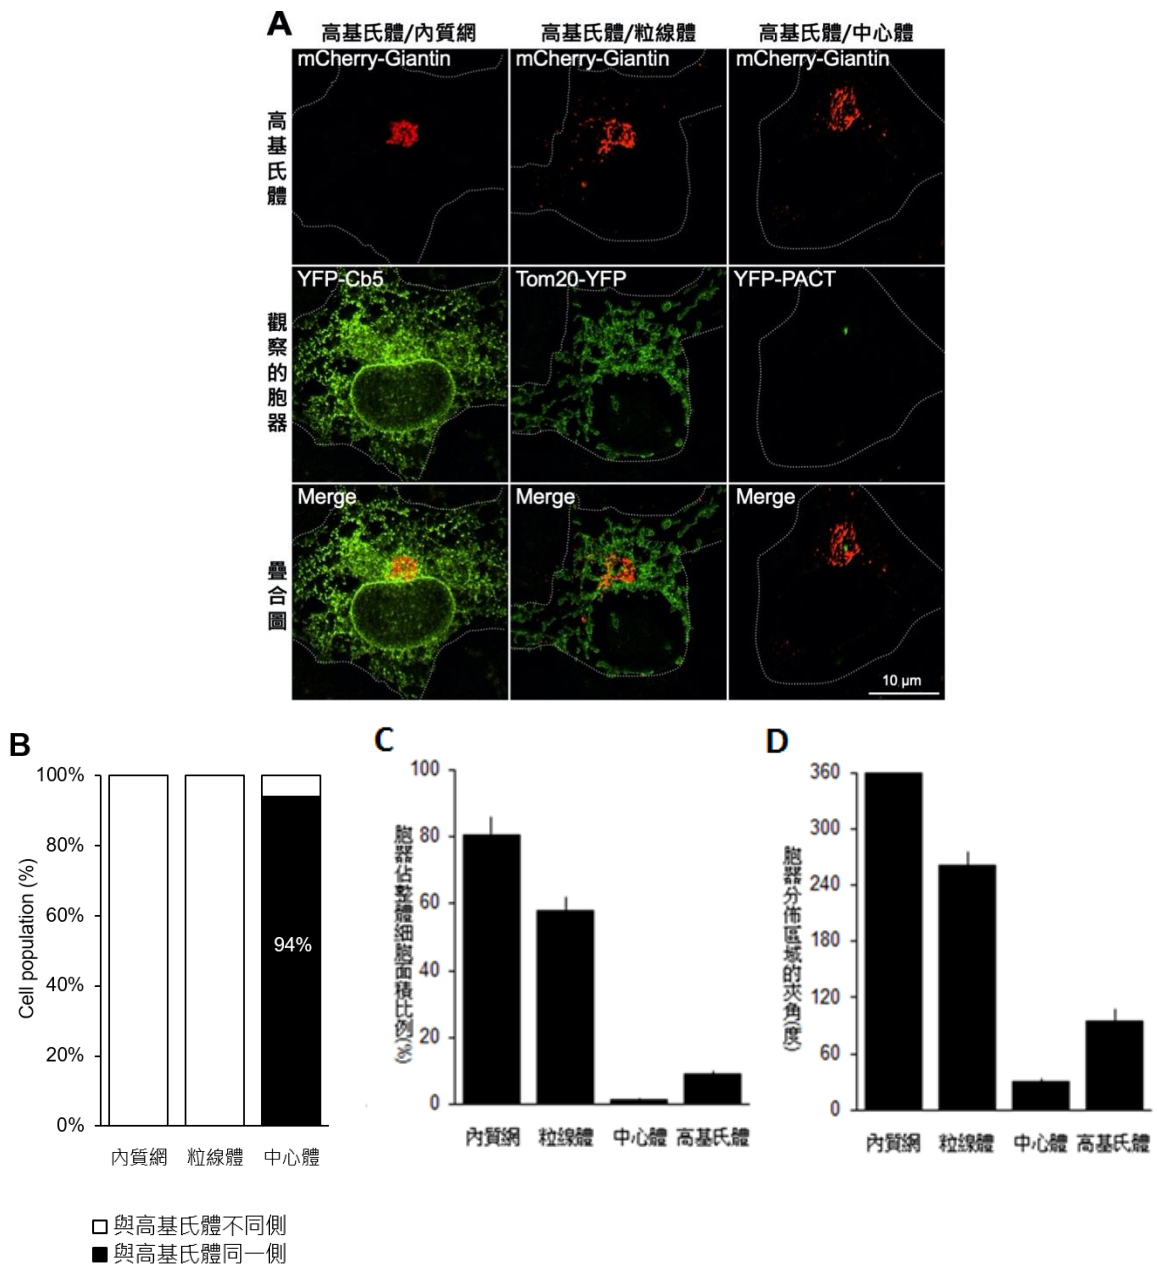 A
高基氏體/內質網
高基氏體/粒線體
高基氏體/中心體
高基氏體
mCherry-Giantin
mCherry-Giantin
mCherry-Giantin
觀察的胞器
YFP-Cb5
Tom20-YFP
YFP-PACT
疊合圖
Merge
Merge
Merge
10 μm
B
Cell population (%)
100%
80%
60%
40%
20%
0%
94%
內質網
粒線體
中心體
與高基氏體不同側
與高基氏體同一側
C
胞器佔整體細胞面積比例(%)
100
80
60
40
20
0
內質網
粒線體
中心體
高基氏體
D
胞器分佈區域的夾角(度)
360
300
240
180
120
60
0
內質網
粒線體
中心體
高基氏體